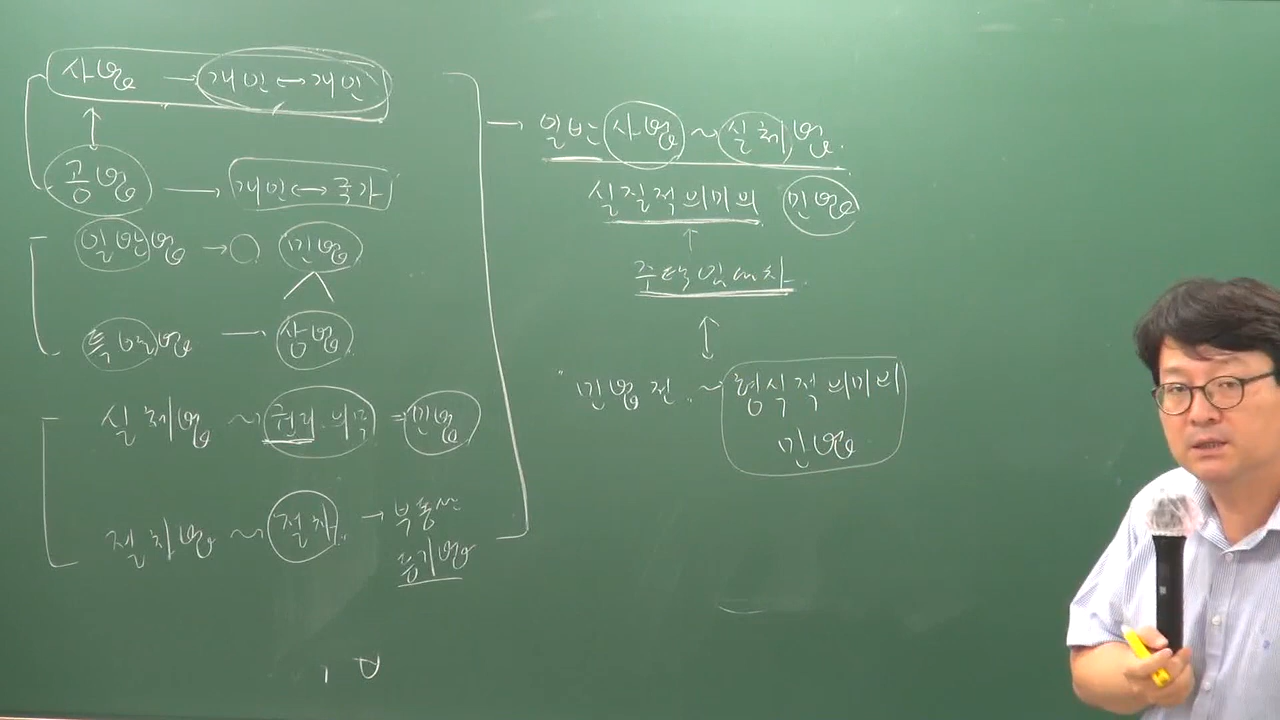 사법 → 개인 ↔ 개인
↕
공법 → 개인 ↔ 국가
일반법 → ○ 민법
특별법 — 상법
실체법 ~ 권리 의무 = 민법
절차법 ~ 절차 → 부동산
등기법
→ 일반 사법 ~ 실체법.
실질적 의미의 민법
↑
주택임대차
↕
민법전 ~ 형식적 의미의
민법